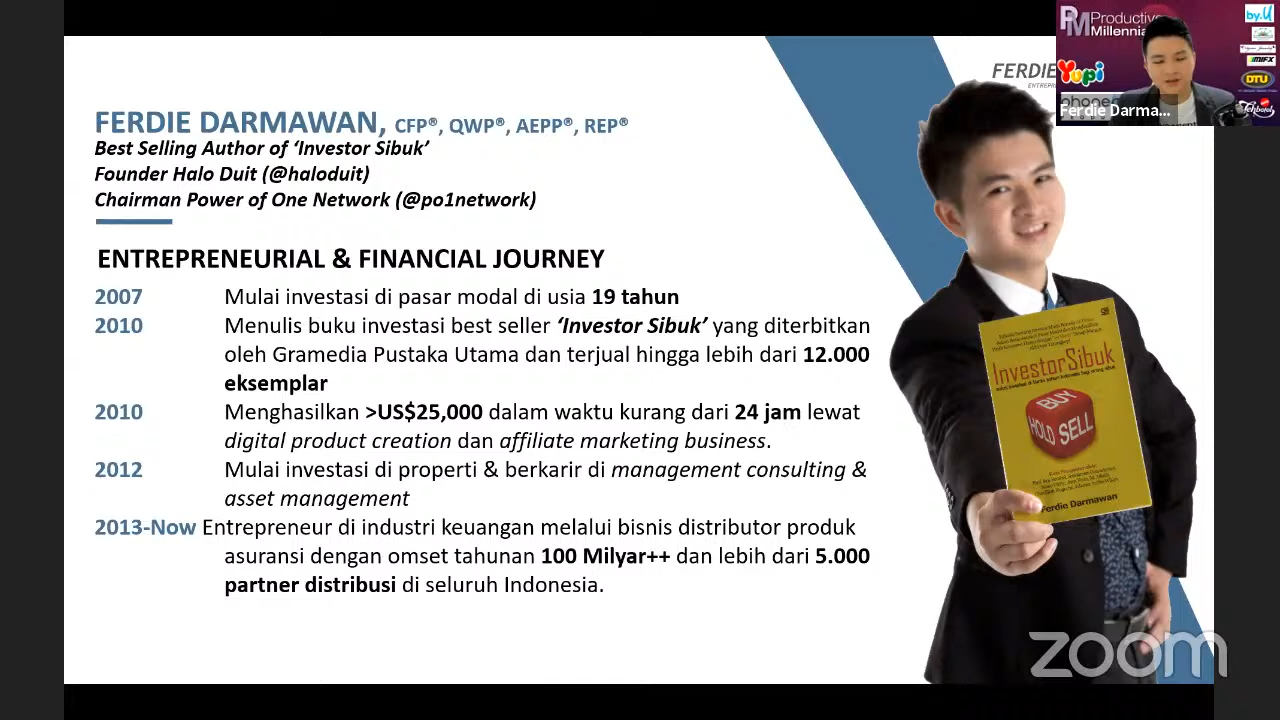 FERDIE DARMAWAN, CFP®, QWP®, AEPP®, REP®
Best Selling Author of ‘Investor Sibuk’
Founder Halo Duit (@haloduit)
Chairman Power of One Network (@po1network)
ENTREPRENEURIAL & FINANCIAL JOURNEY
2007 Mulai investasi di pasar modal di usia 19 tahun
2010 Menulis buku investasi best seller ‘Investor Sibuk’ yang diterbitkan
oleh Gramedia Pustaka Utama dan terjual hingga lebih dari 12.000
eksemplar
2010 Menghasilkan >US$25,000 dalam waktu kurang dari 24 jam lewat
digital product creation dan affiliate marketing business.
2012 Mulai investasi di properti & berkarir di management consulting &
asset management
2013-Now Entrepreneur di industri keuangan melalui bisnis distributor produk
asuransi dengan omset tahunan 100 Milyar++ dan lebih dari 5.000
partner distribusi di seluruh Indonesia.
FERDIE
PM Productive
Millennia
by.U
Yupi
MIFX
DTU
phone
Ferdie Darma...
InvestorSibuk
BUY
HOLD SELL
Ferdie Darmawan
zoom